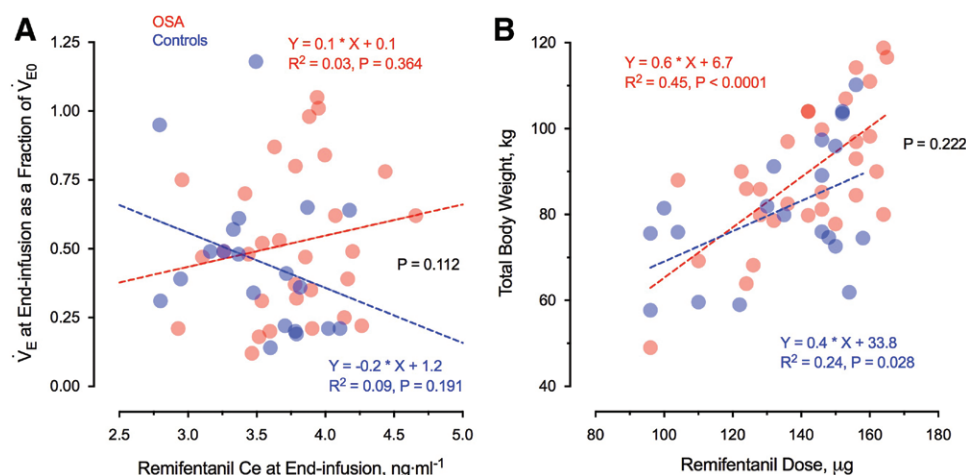 A
OSA
Controls
Y = 0.1 * X + 0.1
R² = 0.03, P = 0.364
1.25
1.00
0.75
0.50
0.25
0.00
V̇E at End-infusion as a Fraction of V̇E0
P = 0.112
Y = -0.2 * X + 1.2
R² = 0.09, P = 0.191
2.5 3.0 3.5 4.0 4.5 5.0
Remifentanil Ce at End-infusion, ng·ml⁻¹
B
Y = 0.6 * X + 6.7
R² = 0.45, P < 0.0001
120
100
80
60
40
Total Body Weight, kg
P = 0.222
Y = 0.4 * X + 33.8
R² = 0.24, P = 0.028
80 100 120 140 160 180
Remifentanil Dose, µg